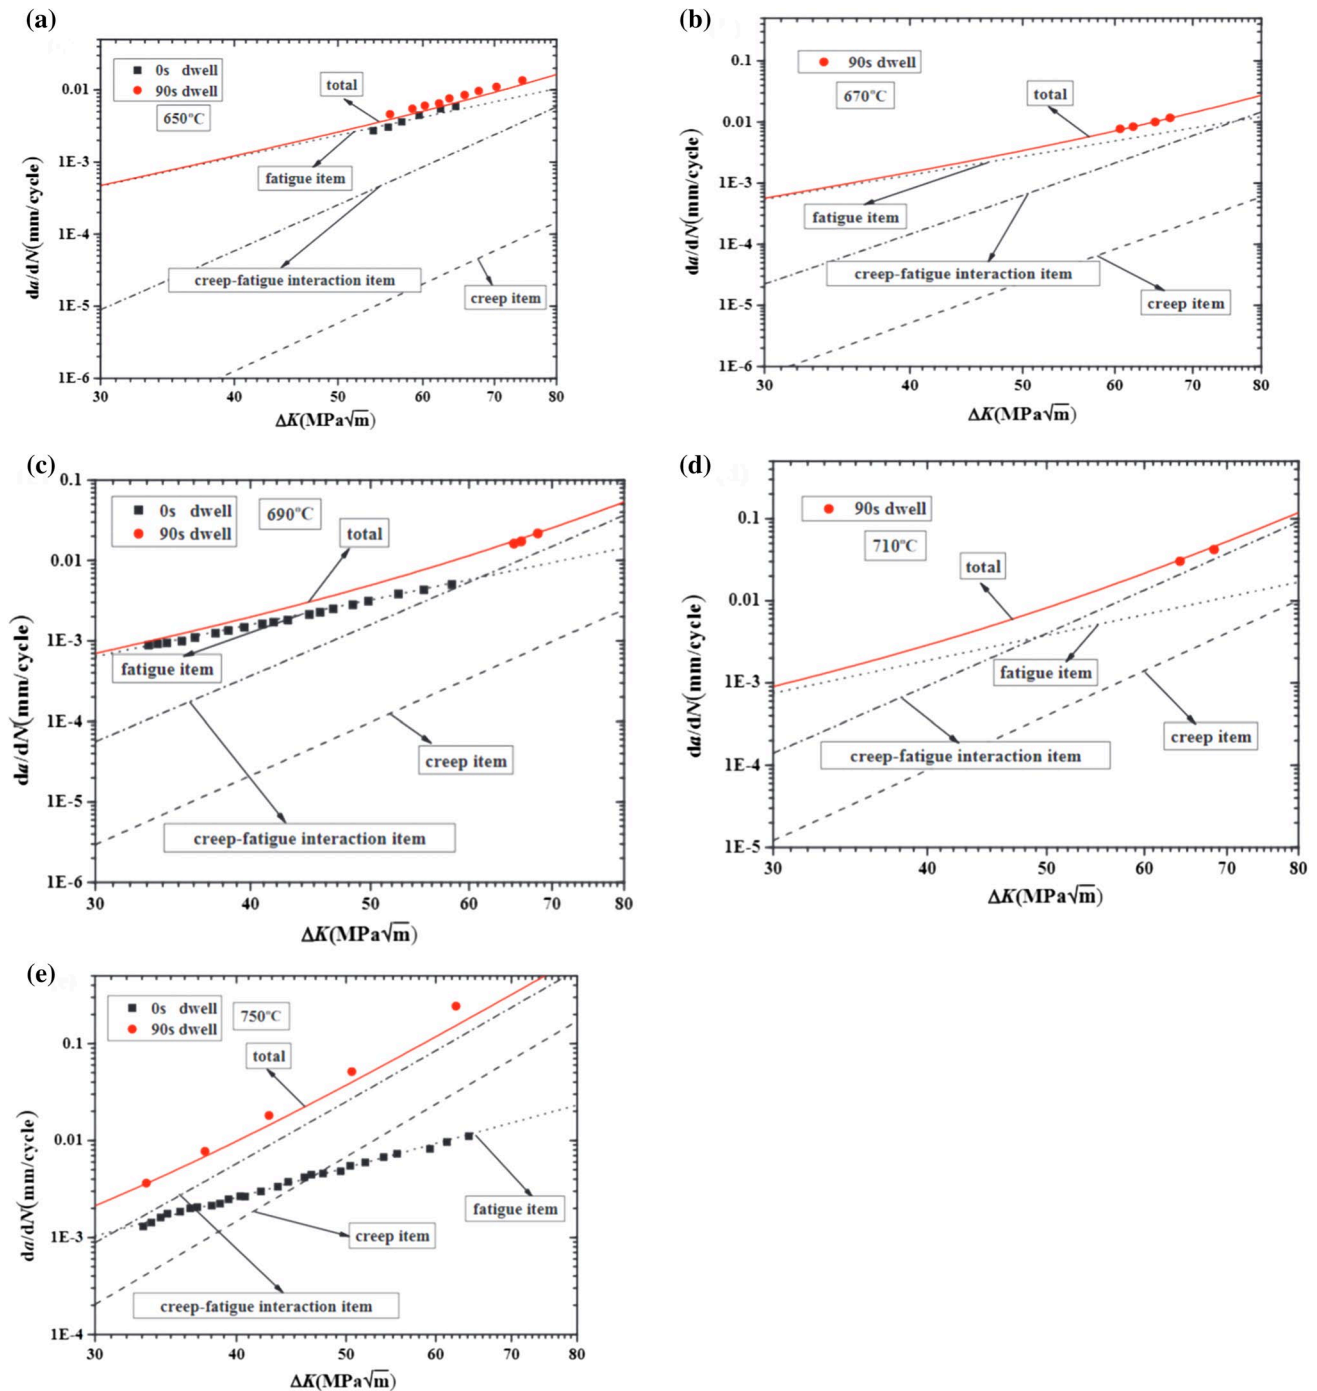 (a)
0s dwell
90s dwell
650°C
total
fatigue item
creep-fatigue interaction item
creep item
0.01
1E-3
1E-4
1E-5
1E-6
30 40 50 60 70 80
da/dN(mm/cycle)
ΔK(MPa√m)
(b)
90s dwell
670°C
total
fatigue item
creep-fatigue interaction item
creep item
0.1
0.01
1E-3
1E-4
1E-5
1E-6
30 40 50 60 70 80
da/dN(mm/cycle)
ΔK(MPa√m)
(c)
0s dwell
90s dwell
690°C
total
fatigue item
creep item
creep-fatigue interaction item
0.1
0.01
1E-3
1E-4
1E-5
1E-6
30 40 50 60 70 80
da/dN(mm/cycle)
ΔK(MPa√m)
(d)
90s dwell
710°C
total
fatigue item
creep item
creep-fatigue interaction item
0.1
0.01
1E-3
1E-4
1E-5
30 40 50 60 70 80
da/dN(mm/cycle)
ΔK(MPa√m)
(e)
0s dwell
90s dwell
750°C
total
fatigue item
creep item
creep-fatigue interaction item
0.1
0.01
1E-3
1E-4
30 40 50 60 70 80
da/dN(mm/cycle)
ΔK(MPa√m)